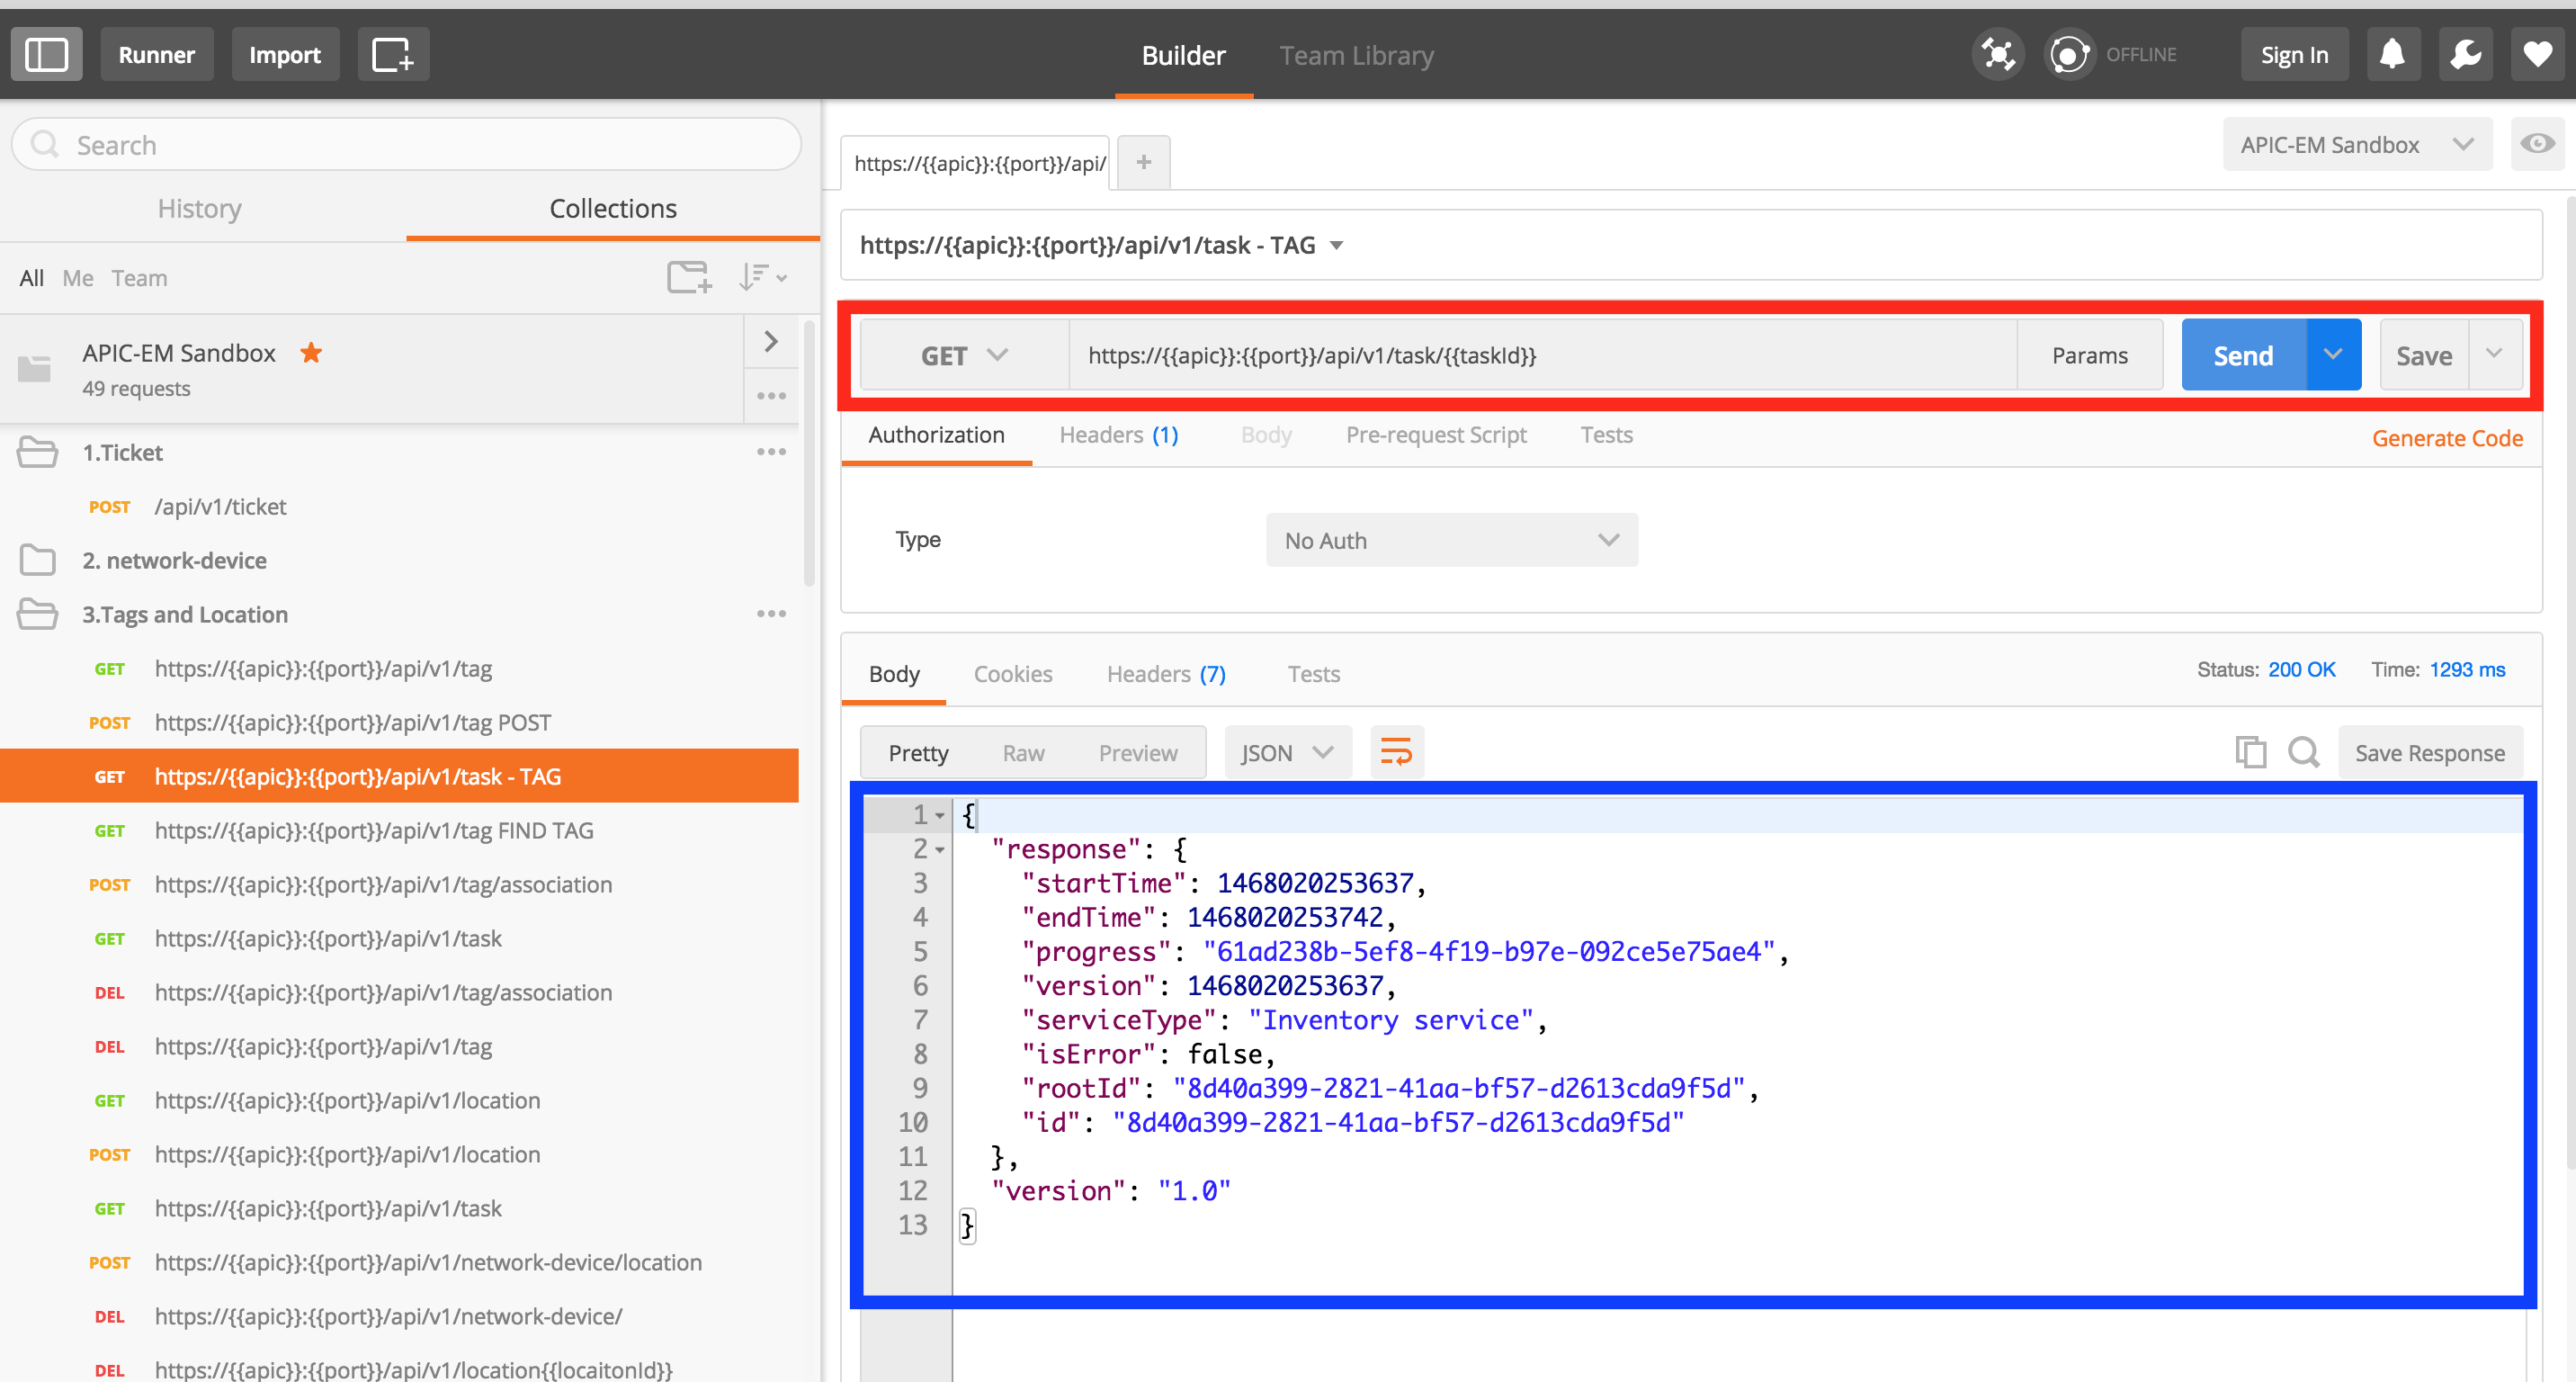 Runner
Import
Builder
Team Library
OFFLINE
Sign In
Search
History
Collections
All
Me
Team
APIC-EM Sandbox
49 requests
1.Ticket
POST /api/v1/ticket
2. network-device
3.Tags and Location
GET https://{{apic}}:{{port}}/api/v1/tag
POST https://{{apic}}:{{port}}/api/v1/tag POST
GET https://{{apic}}:{{port}}/api/v1/task - TAG
GET https://{{apic}}:{{port}}/api/v1/tag FIND TAG
POST https://{{apic}}:{{port}}/api/v1/tag/association
GET https://{{apic}}:{{port}}/api/v1/task
DEL https://{{apic}}:{{port}}/api/v1/tag/association
DEL https://{{apic}}:{{port}}/api/v1/tag
GET https://{{apic}}:{{port}}/api/v1/location
POST https://{{apic}}:{{port}}/api/v1/location
GET https://{{apic}}:{{port}}/api/v1/task
POST https://{{apic}}:{{port}}/api/v1/network-device/location
DEL https://{{apic}}:{{port}}/api/v1/network-device/
DEL https://{{apic}}:{{port}}/api/v1/location{{locaitonId}}
https://{{apic}}:{{port}}/api/
+
APIC-EM Sandbox
https://{{apic}}:{{port}}/api/v1/task - TAG
GET
https://{{apic}}:{{port}}/api/v1/task/{{taskId}}
Params
Send
Save
Authorization
Headers (1)
Body
Pre-request Script
Tests
Generate Code
Type
No Auth
Body
Cookies
Headers (7)
Tests
Status: 200 OK
Time: 1293 ms
Pretty
Raw
Preview
JSON
Save Response
1 {
2 "response": {
3 "startTime": 1468020253637,
4 "endTime": 1468020253742,
5 "progress": "61ad238b-5ef8-4f19-b97e-092ce5e75ae4",
6 "version": 1468020253637,
7 "serviceType": "Inventory service",
8 "isError": false,
9 "rootId": "8d40a399-2821-41aa-bf57-d2613cda9f5d",
10 "id": "8d40a399-2821-41aa-bf57-d2613cda9f5d"
11 },
12 "version": "1.0"
13 }